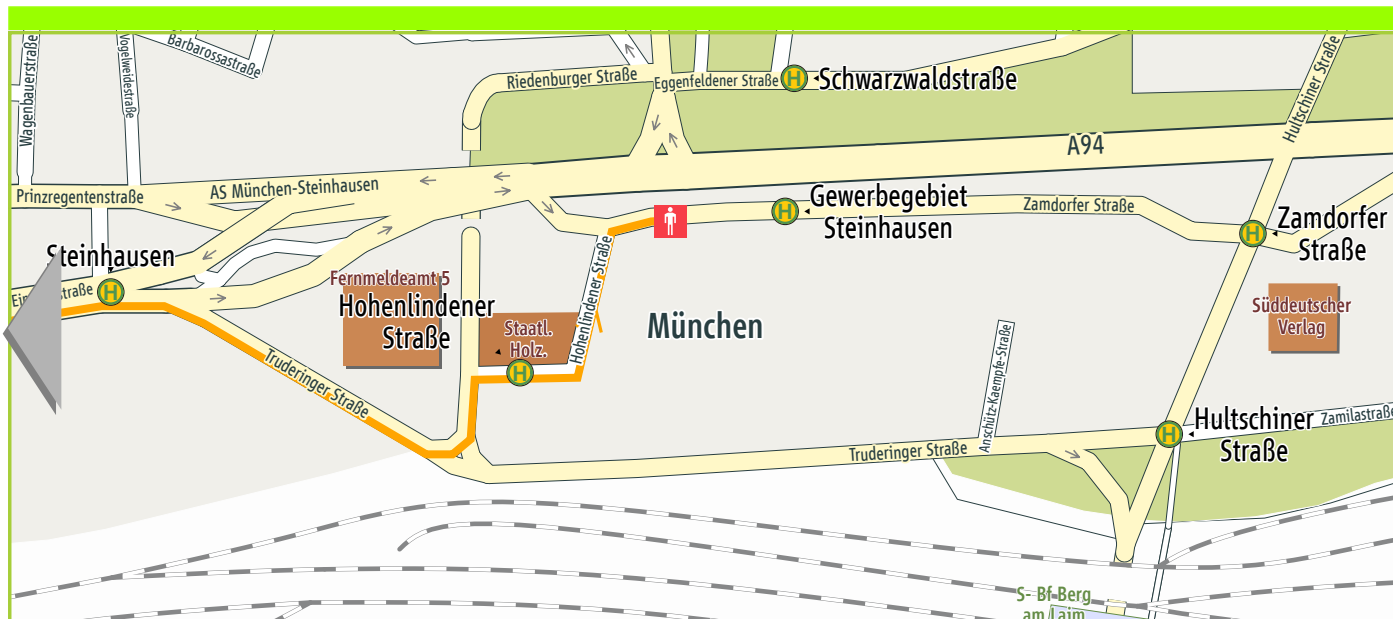 Wagenbauerstraße
Vogelweidestraße
Barbarossastraße
Riedenburger Straße
Eggenfeldener Straße
H
Schwarzwaldstraße
Hultschiner Straße
A94
Prinzregentenstraße
AS München-Steinhausen
H
Gewerbegebiet
Steinhausen
Zamdorfer Straße
H
Zamdorfer
Straße
Steinhausen
H
straße
Fernmeldeamt 5
Hohenlindener
Straße
Staatl.
Holz.
H
Hohenlindener Straße
München
Süddeutscher
Verlag
Truderinger Straße
Anschütz-Kaempfe-Straße
Truderinger Straße
H
Hultschiner
Straße
Zamilastraße
S- Bf Berg
am Laim